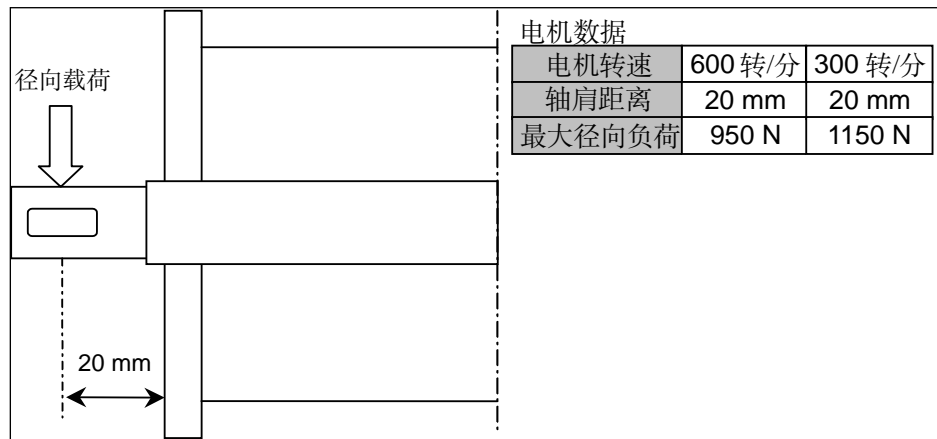 径向载荷
20 mm
电机数据
电机转速 600 转/分 300 转/分
轴肩距离 20 mm 20 mm
最大径向负荷 950 N 1150 N